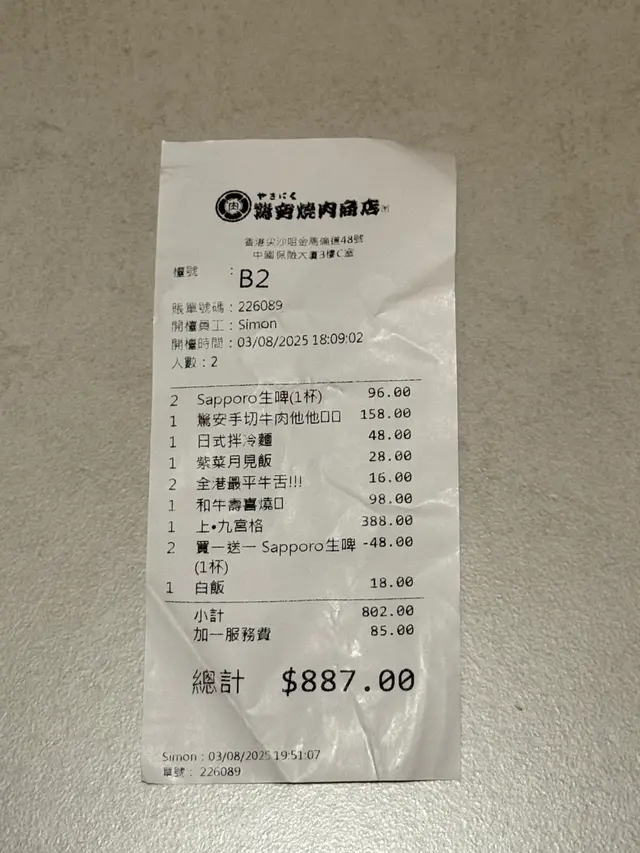 やきにく
驚安燒肉商店
香港尖沙咀金馬倫道48號
中國保險大廈3樓C室
檯號 : B2
賬單號碼 : 226089
開檯員工 : Simon
開檯時間 : 03/08/2025 18:09:02
人數 : 2
2 Sapporo生啤(1杯) 96.00
1 驚安手切牛肉他他□□ 158.00
1 日式拌冷麵 48.00
1 紫菜月見飯 28.00
2 全港最平牛舌!!! 16.00
1 和牛壽喜燒□ 98.00
1 上•九宮格 388.00
2 買一送一 Sapporo生啤 -48.00
(1杯)
1 白飯 18.00
小計 802.00
加一服務費 85.00
總計 $887.00
Simon : 03/08/2025 19:51:07
單號 : 226089